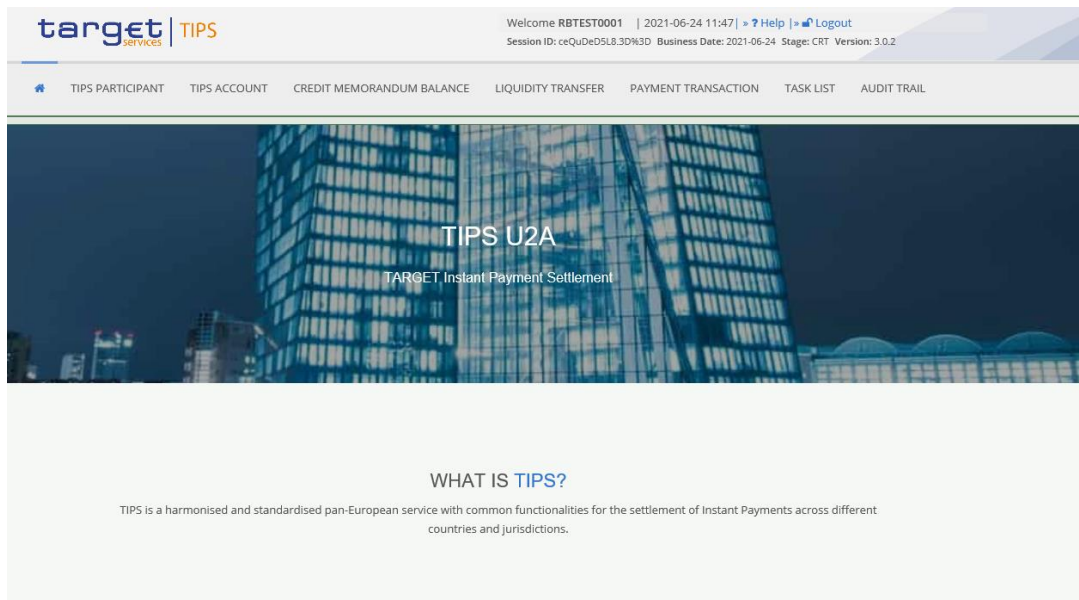 target | TIPS
services
Welcome RBTEST0001 | 2021-06-24 11:47| » ? Help |» Logout
Session ID: ceQuDeD5L8.3D%3D Business Date: 2021-06-24 Stage: CRT Version: 3.0.2
TIPS PARTICIPANT TIPS ACCOUNT CREDIT MEMORANDUM BALANCE LIQUIDITY TRANSFER PAYMENT TRANSACTION TASK LIST AUDIT TRAIL
TIPS U2A
TARGET Instant Payment Settlement
WHAT IS TIPS?
TIPS is a harmonised and standardised pan-European service with common functionalities for the settlement of Instant Payments across different
countries and jurisdictions.